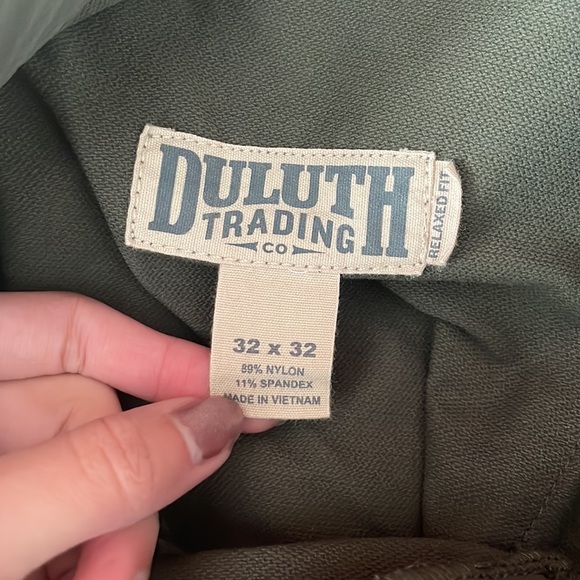 DULUTH
TRADING
CO
RELAXED FIT
32 x 32
89% NYLON
11% SPANDEX
MADE IN VIETNAM